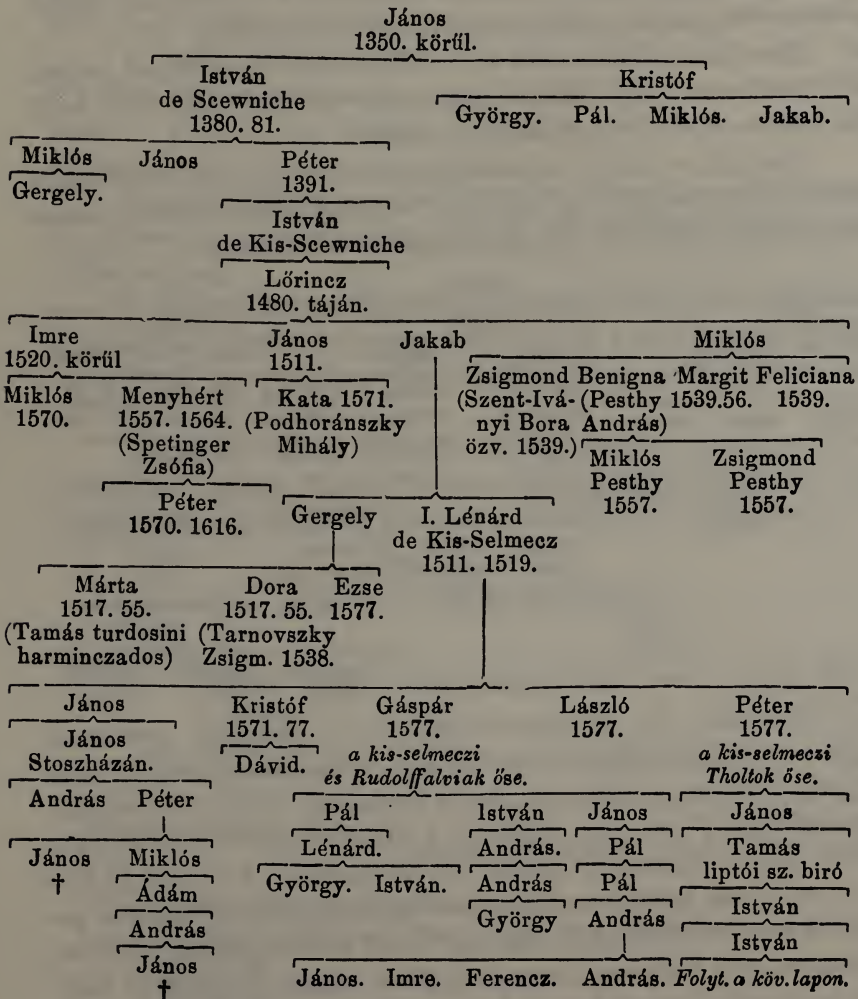 János
1350. körűl.
István Kristóf
de Scewniche
1380. 81. György. Pál. Miklós. Jakab.
Miklós János Péter
Gergely. 1391.
István
de Kis-Scewniche
Lőrincz
1480. táján.
Imre János Jakab Miklós
1520. körűl 1511.
Zsigmond Benigna Margit Feliciana
Miklós Menyhért Kata 1571. (Szent-Ivá- (Pesthy 1539.56. 1539.
1570. 1557. 1564. (Podhoránszky nyi Bora András)
(Spetinger Mihály) özv. 1539.)
Zsófia) Miklós Zsigmond
Pesthy Pesthy
Péter 1557. 1557.
1570. 1616. Gergely I. Lénárd
de Kis-Selmecz
1511. 1519.
Márta Dora Ezse
1517. 55. 1517. 55. 1577.
(Tamás turdosini (Tarnovszky
harminczados) Zsigm. 1538.
János Kristóf Gáspár László Péter
1571. 77. 1577. 1577. 1577.
János Dávid. a kis-selmeczi a kis-selmeczi
Stoszházán. és Rudolffalviak őse. Tholtok őse.
András Péter Pál István János János
János Miklós Lénárd. András. Pál Tamás
† liptói sz. biró
Ádám György. István. András Pál
András György András István
János István
†
János. Imre. Ferencz. András. Folyt. a köv. lapon.